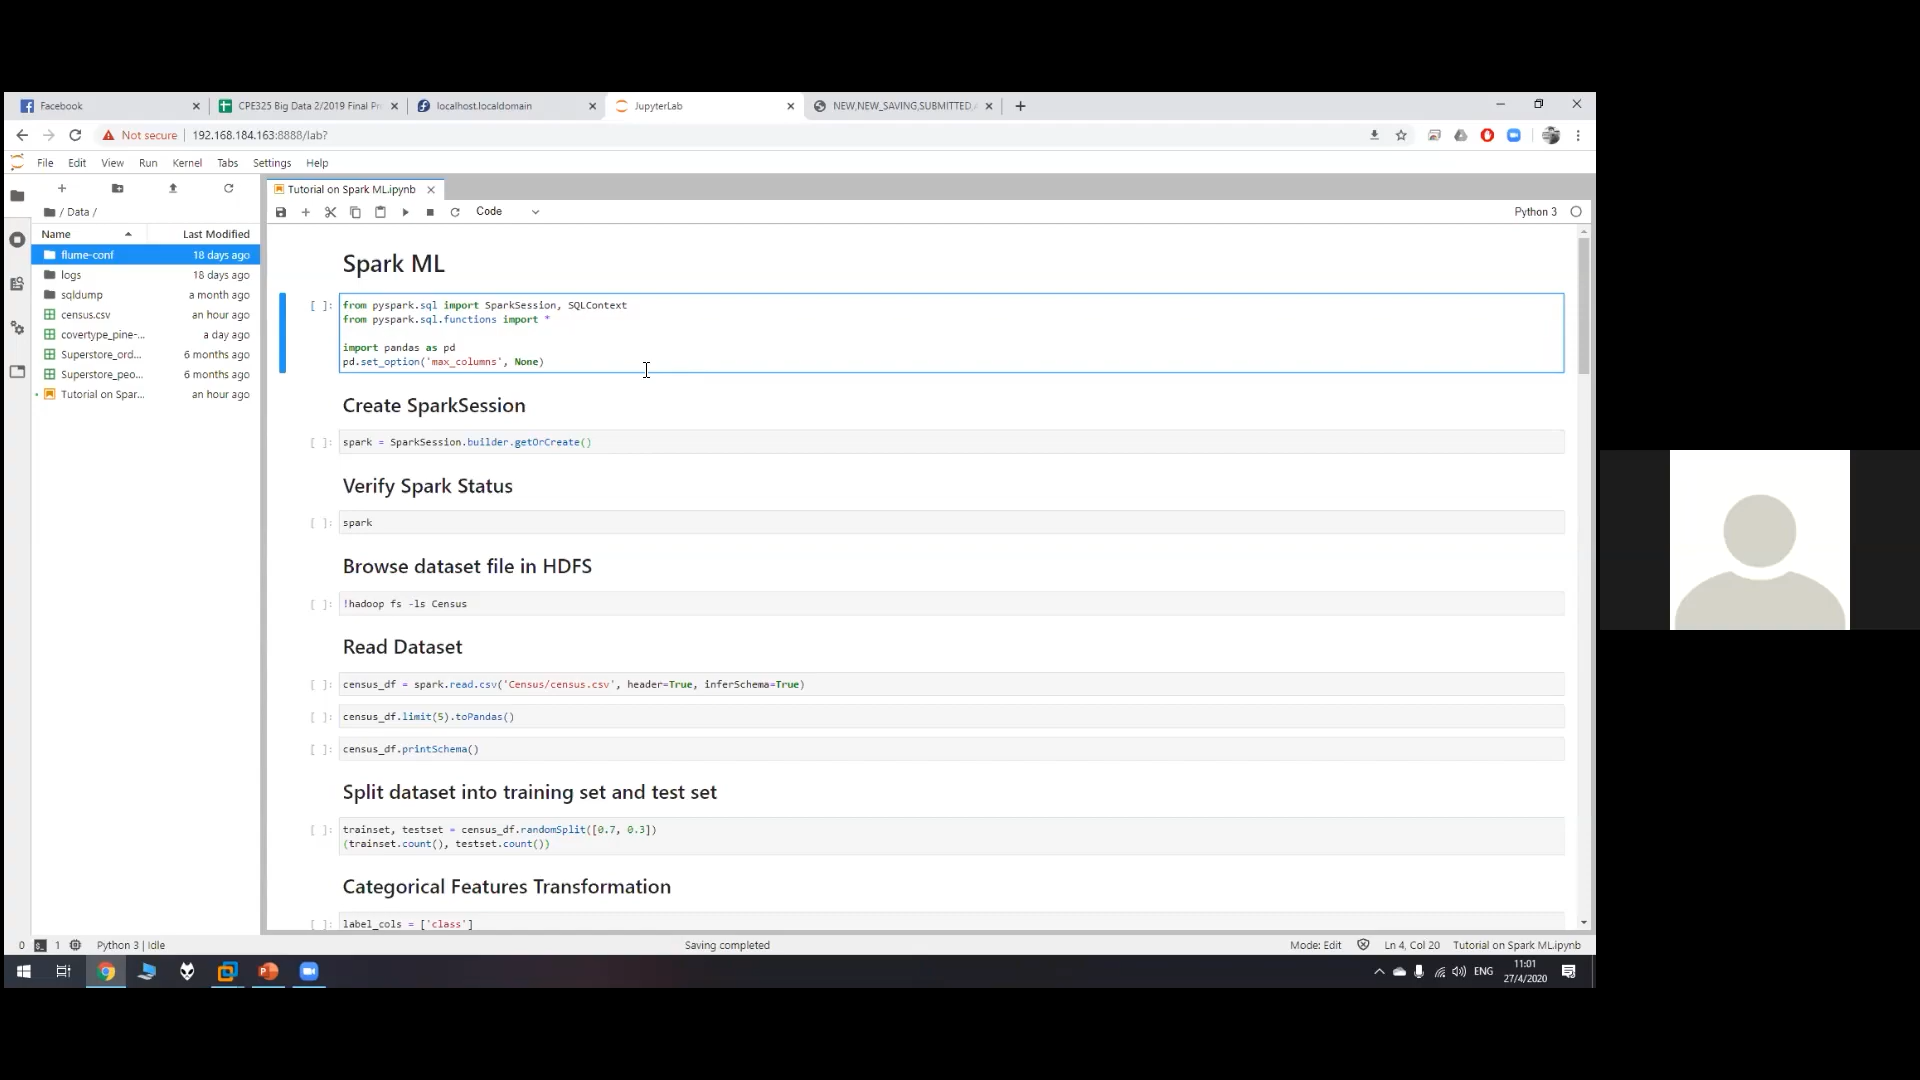 Facebook
CPE325 Big Data 2/2019 Final Pr
localhost.localdomain
JupyterLab
NEW,NEW_SAVING,SUBMITTED,
Not secure
192.168.184.163:8888/lab?
File Edit View Run Kernel Tabs Settings Help
/ Data /
Name Last Modified
flume-conf 18 days ago
logs 18 days ago
sqldump a month ago
census.csv an hour ago
covertype_pine-... a day ago
Superstore_ord... 6 months ago
Superstore_peo... 6 months ago
Tutorial on Spar... an hour ago
Tutorial on Spark ML.ipynb
Code
Python 3
Spark ML
[ ]: from pyspark.sql import SparkSession, SQLContext
from pyspark.sql.functions import *
import pandas as pd
pd.set_option('max_columns', None)
Create SparkSession
[ ]: spark = SparkSession.builder.getOrCreate()
Verify Spark Status
[ ]: spark
Browse dataset file in HDFS
[ ]: !hadoop fs -ls Census
Read Dataset
[ ]: census_df = spark.read.csv('Census/census.csv', header=True, inferSchema=True)
[ ]: census_df.limit(5).toPandas()
[ ]: census_df.printSchema()
Split dataset into training set and test set
[ ]: trainset, testset = census_df.randomSplit([0.7, 0.3])
(trainset.count(), testset.count())
Categorical Features Transformation
[ ]: label_cols = ['class']
0 1 Python 3 | Idle
Saving completed
Mode: Edit Ln 4, Col 20 Tutorial on Spark ML.ipynb
ENG
11:01
27/4/2020